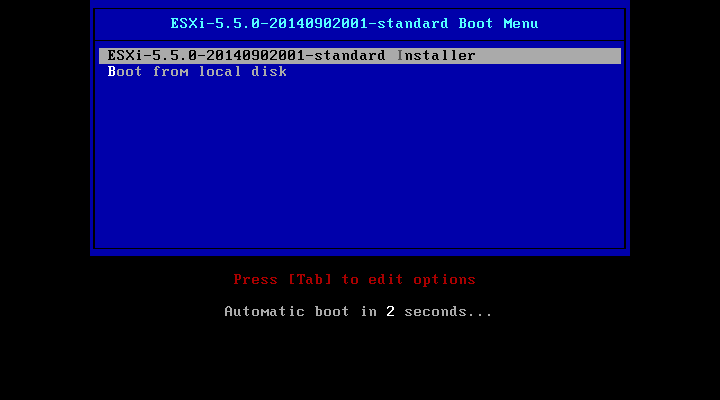 ESXi-5.5.0-20140902001-standard Boot Menu
ESXi-5.5.0-20140902001-standard Installer
Boot from local disk
Press [Tab] to edit options
Automatic boot in 2 seconds...